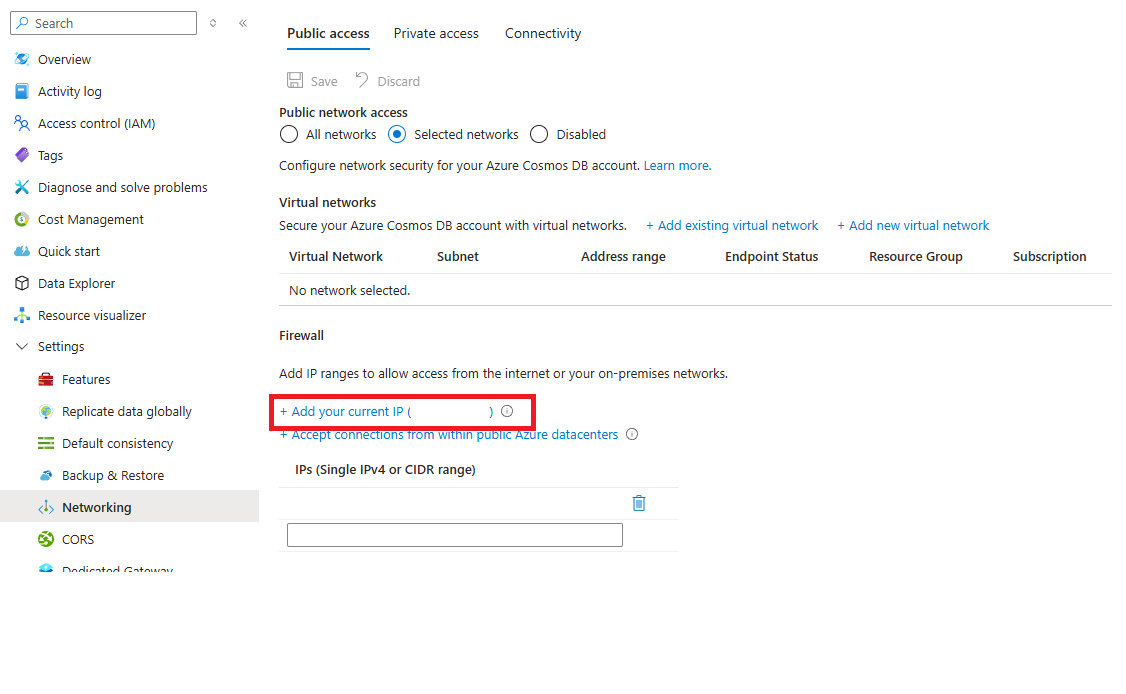 Search
Overview
Activity log
Access control (IAM)
Tags
Diagnose and solve problems
Cost Management
Quick start
Data Explorer
Resource visualizer
Settings
Features
Replicate data globally
Default consistency
Backup & Restore
Networking
CORS
Dedicated Gateway
Public access Private access Connectivity
Save Discard
Public network access
All networks Selected networks Disabled
Configure network security for your Azure Cosmos DB account. Learn more.
Virtual networks
Secure your Azure Cosmos DB account with virtual networks. + Add existing virtual network + Add new virtual network
Virtual Network Subnet Address range Endpoint Status Resource Group Subscription
No network selected.
Firewall
Add IP ranges to allow access from the internet or your on-premises networks.
+ Add your current IP ( )
+ Accept connections from within public Azure datacenters
IPs (Single IPv4 or CIDR range)